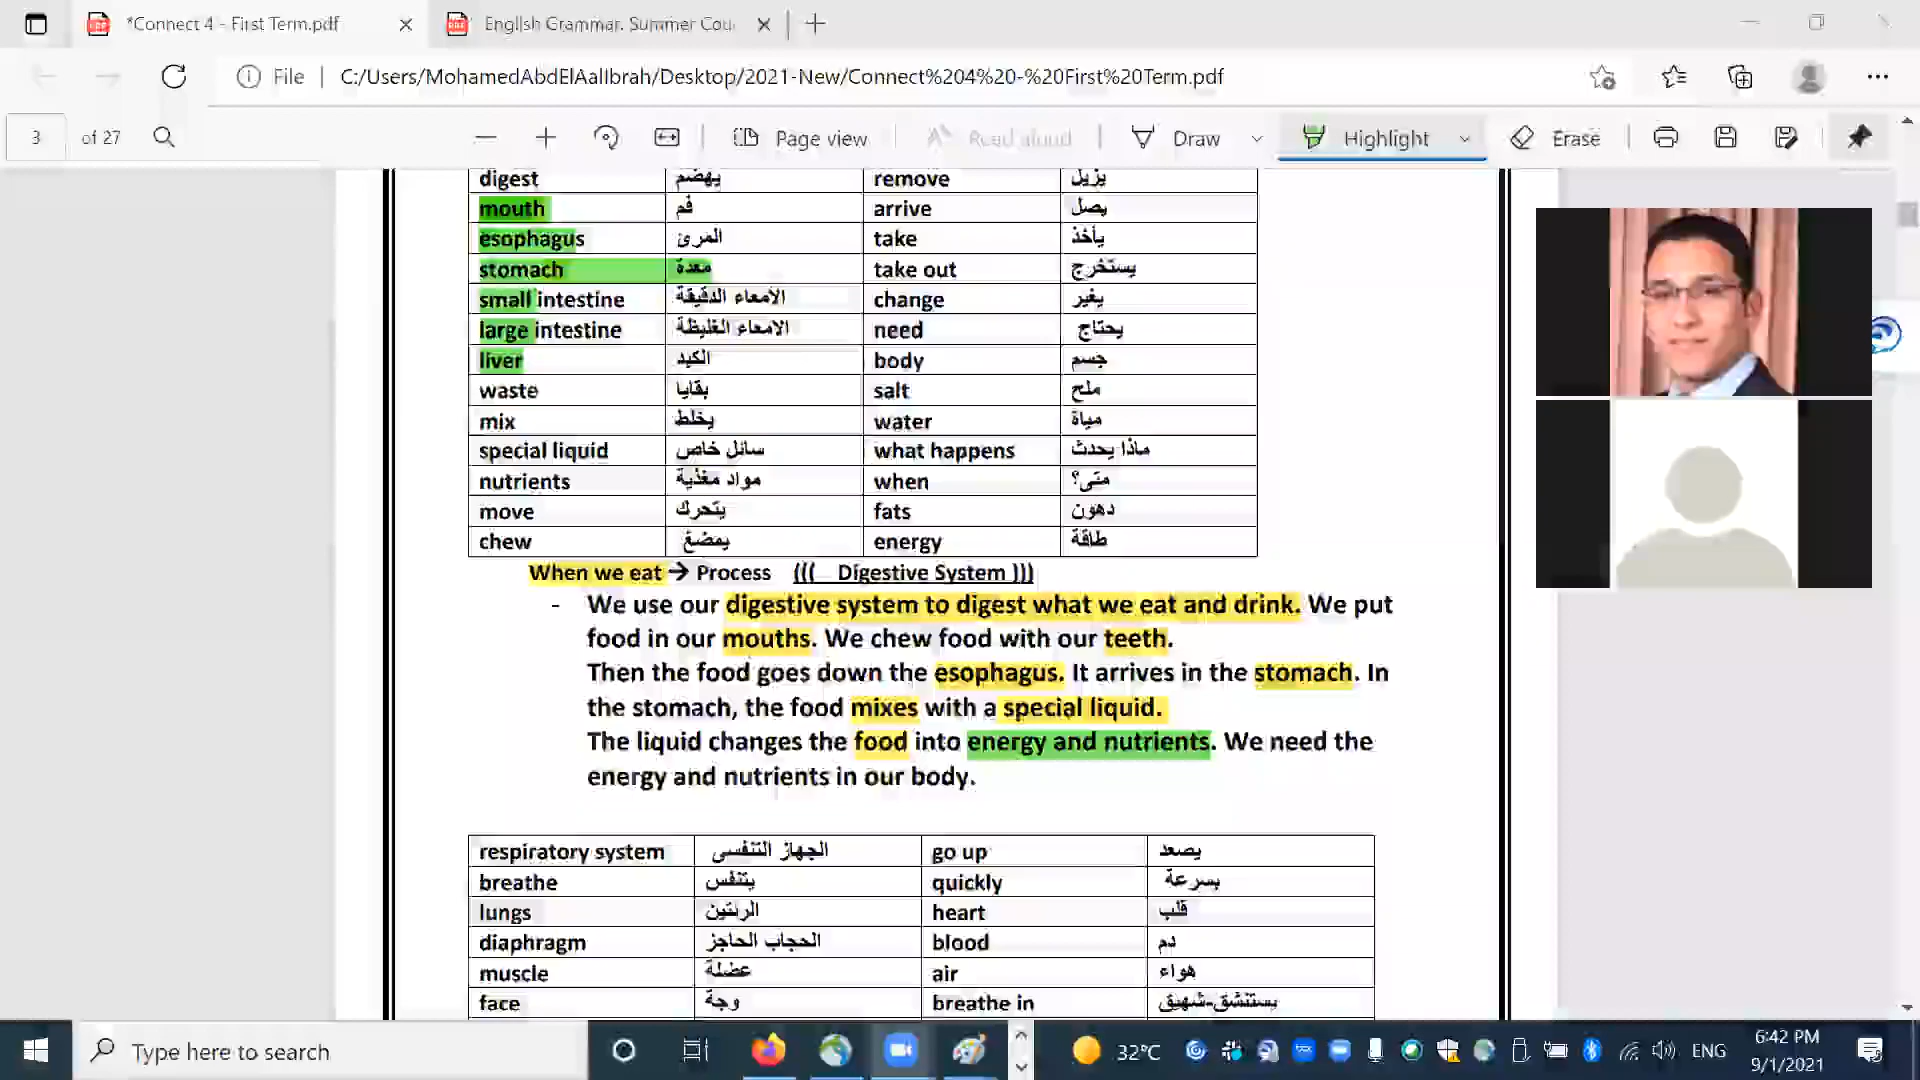 *Connect 4 - First Term.pdf
English Grammar. Summer Cou
File
C:/Users/MohamedAbdElAalIbrah/Desktop/2021-New/Connect%204%20-%20First%20Term.pdf
3 of 27 Page view Read aloud Draw Highlight Erase
digest يهضم remove يزيل
mouth فم arrive يصل
esophagus المرئ take يأخذ
stomach معدة take out يستخرج
small intestine الأمعاء الدقيقة change يغير
large intestine الامعاء الغليظة need يحتاج
liver الكبد body جسم
waste بقايا salt ملح
mix يخلط water مياة
special liquid سائل خاص what happens ماذا يحدث
nutrients مواد مغذية when متى؟
move يتحرك fats دهون
chew يمضغ energy طاقة
When we eat → Process ((( Digestive System )))
- We use our digestive system to digest what we eat and drink. We put
food in our mouths. We chew food with our teeth.
Then the food goes down the esophagus. It arrives in the stomach. In
the stomach, the food mixes with a special liquid.
The liquid changes the food into energy and nutrients. We need the
energy and nutrients in our body.
respiratory system الجهاز التنفسى go up يصعد
breathe يتنفس quickly بسرعة
lungs الرئتين heart قلب
diaphragm الحجاب الحاجز blood دم
muscle عضلة air هواء
face وجة breathe in يستنشق-شهيق
Type here to search
32°C
ENG
6:42 PM
9/1/2021